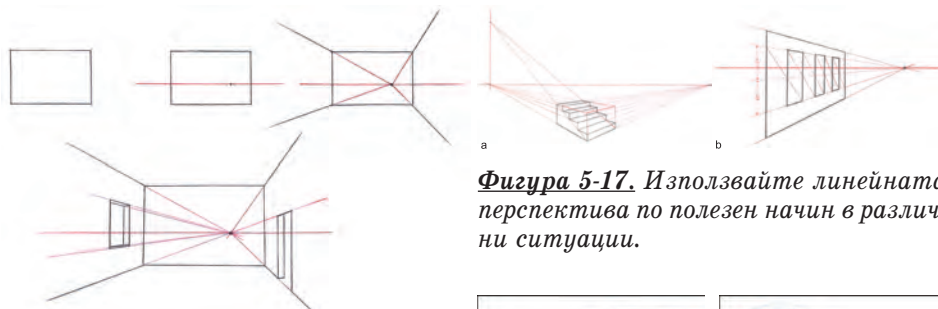 a
b
Фигура 5-17. Използвайте линейната
перспектива по полезен начин в различ-
ни ситуации.